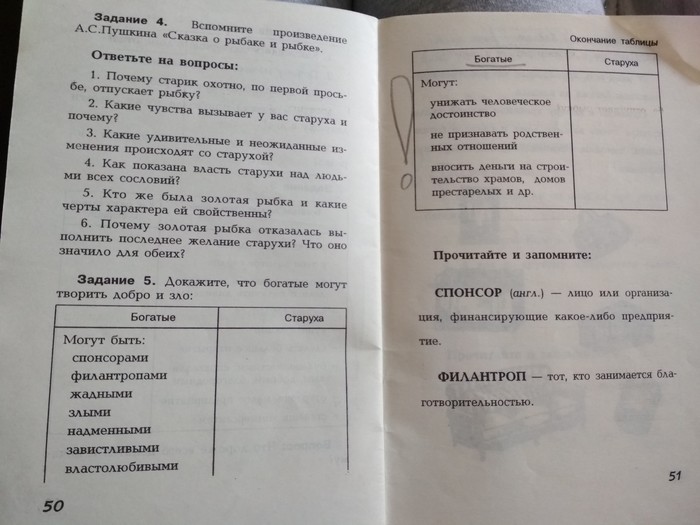 Задание 4. Вспомните произведение
А.С.Пушкина «Сказка о рыбаке и рыбке».
Ответьте на вопросы:
1. Почему старик охотно, по первой прось-
бе, отпускает рыбку?
2. Какие чувства вызывает у вас старуха и
почему?
3. Какие удивительные и неожиданные из-
менения происходят со старухой?
4. Как показана власть старухи над людь-
ми всех сословий?
5. Кто же была золотая рыбка и какие
черты характера ей свойственны?
6. Почему золотая рыбка отказалась вы-
полнить последнее желание старухи? Что оно
значило для обеих?
Задание 5. Докажите, что богатые могут
творить добро и зло:
Богатые Старуха
Могут быть:
спонсорами
филантропами
жадными
злыми
надменными
завистливыми
властолюбивыми
50
Окончание таблицы
Богатые Старуха
Могут:
унижать человеческое
достоинство
не признавать родствен-
ных отношений
вносить деньги на строи-
тельство храмов, домов
престарелых и др.
Прочитайте и запомните:
СПОНСОР (англ.) — лицо или организа-
ция, финансирующие какое-либо предприя-
тие.
ФИЛАНТРОП — тот, кто занимается бла-
готворительностью.
51